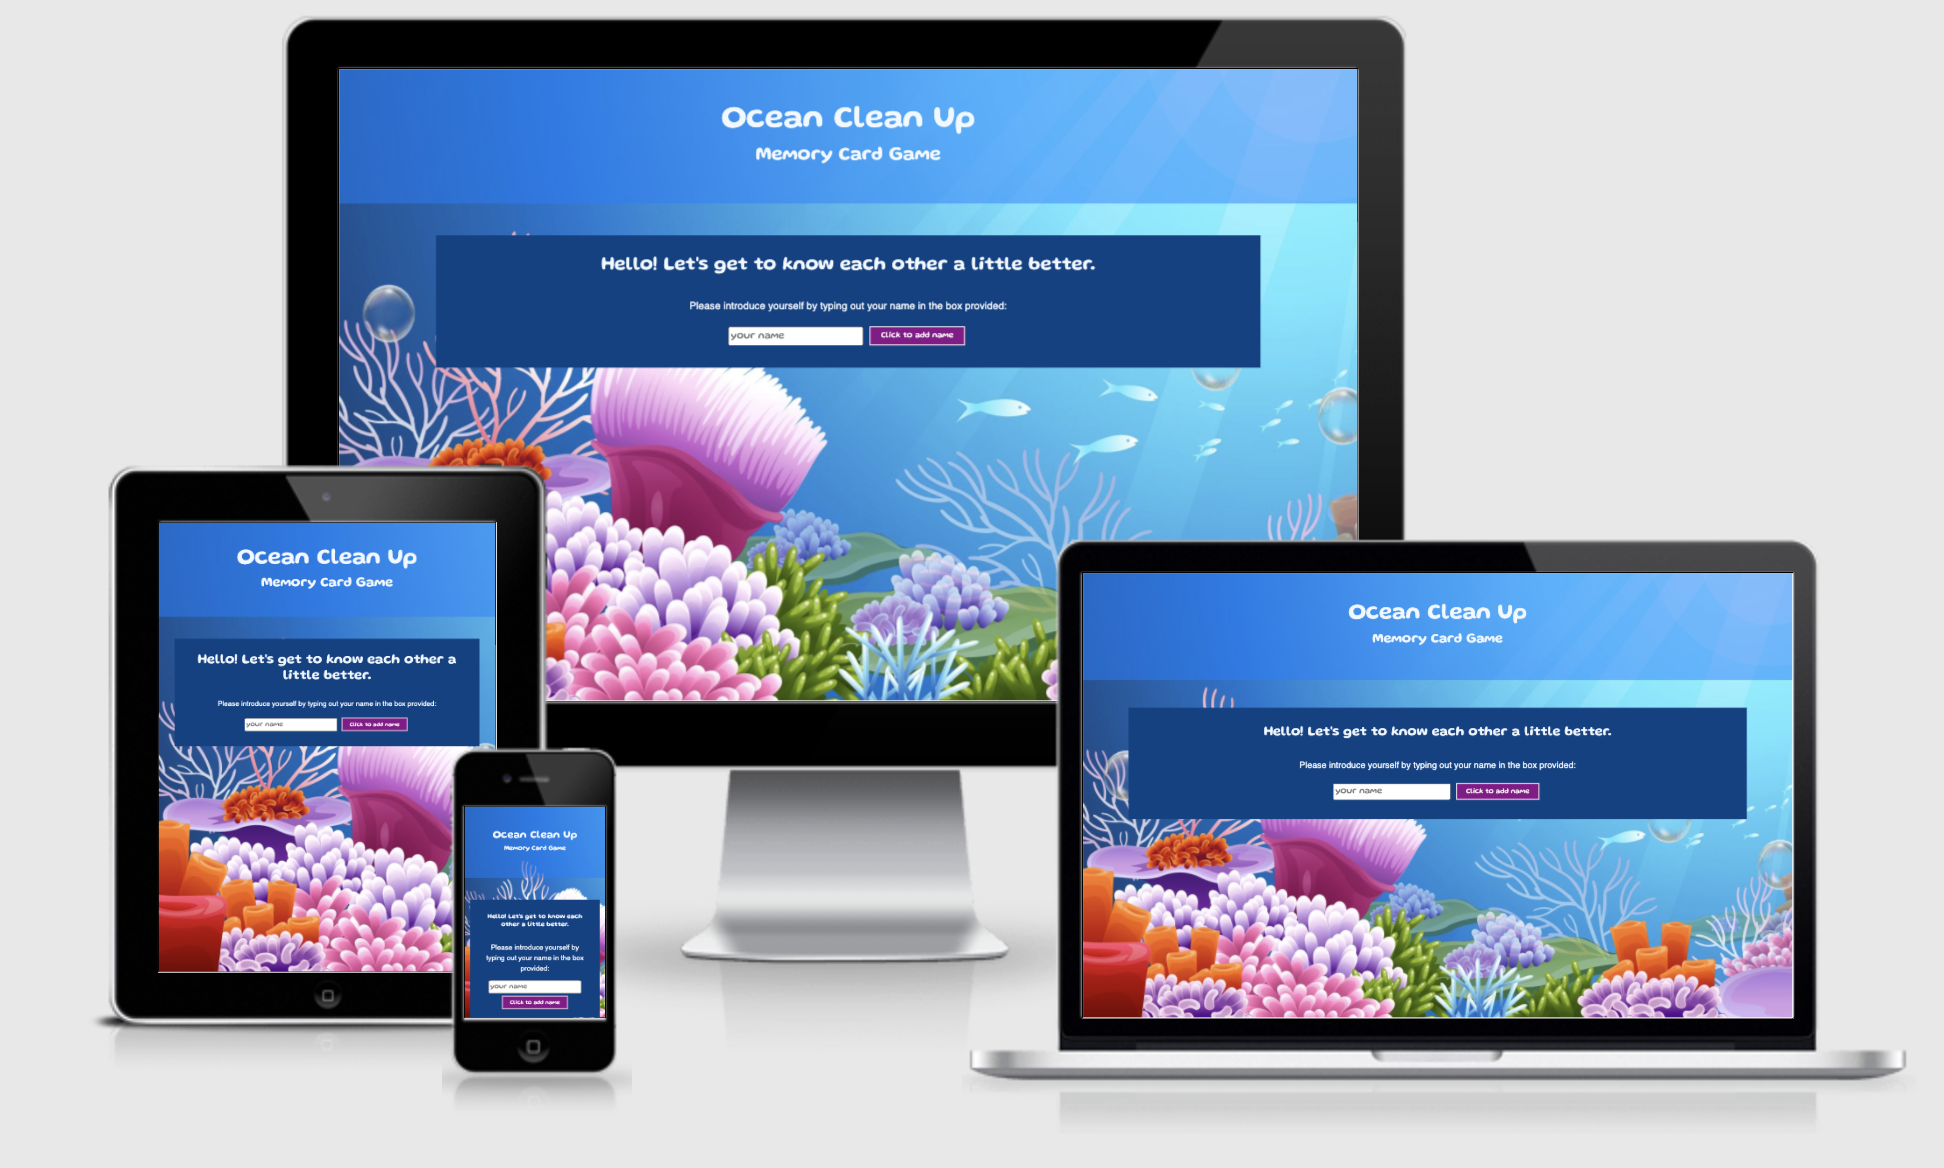 Ocean Clean Up
Memory Card Game
Hello! Let's get to know each other a little better.
Please introduce yourself by typing out your name in the box provided:
your name Click to add name
Ocean Clean Up
Memory Card Game
Hello! Let's get to know each other a
little better.
Please introduce yourself by typing out your name in the box provided:
your name Click to add name
Ocean Clean Up
Memory Card Game
Hello! Let's get to know each
other a little better.
Please introduce yourself by
typing out your name in the box
provided:
your name
Click to add name
Ocean Clean Up
Memory Card Game
Hello! Let's get to know each other a little better.
Please introduce yourself by typing out your name in the box provided:
your name Click to add name